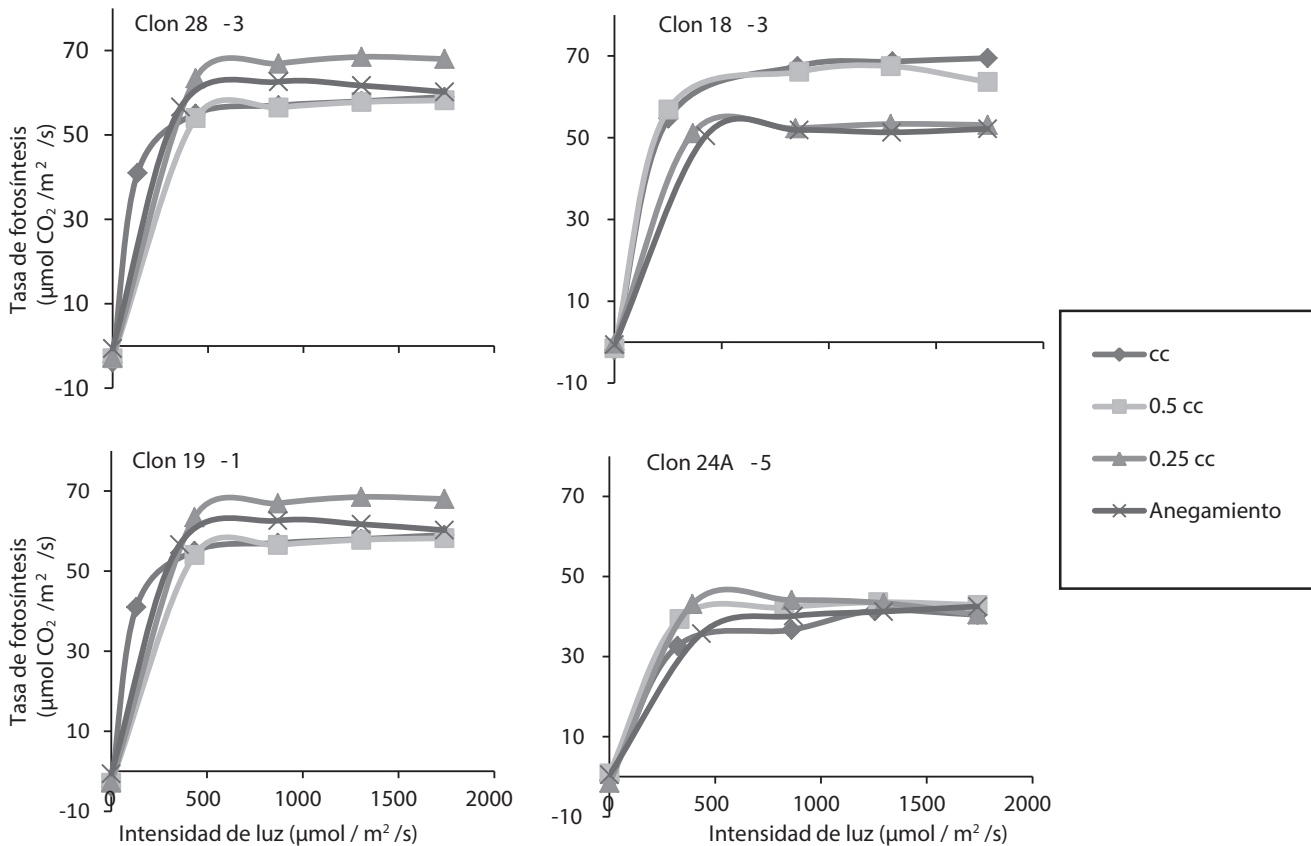 Clon 28 -3
Tasa de fotosíntesis
(µmol CO₂ /m² /s)
70
50
30
10
-10
Clon 18 -3
70
50
30
10
-10
cc
0.5 cc
0.25 cc
Anegamiento
Clon 19 -1
Tasa de fotosíntesis
(µmol CO₂ /m² /s)
70
50
30
10
-10
0
500
1000
1500
2000
Intensidad de luz (µmol / m² /s)
Clon 24A -5
70
50
30
10
-10
0
500
1000
1500
2000
Intensidad de luz (µmol / m² /s)